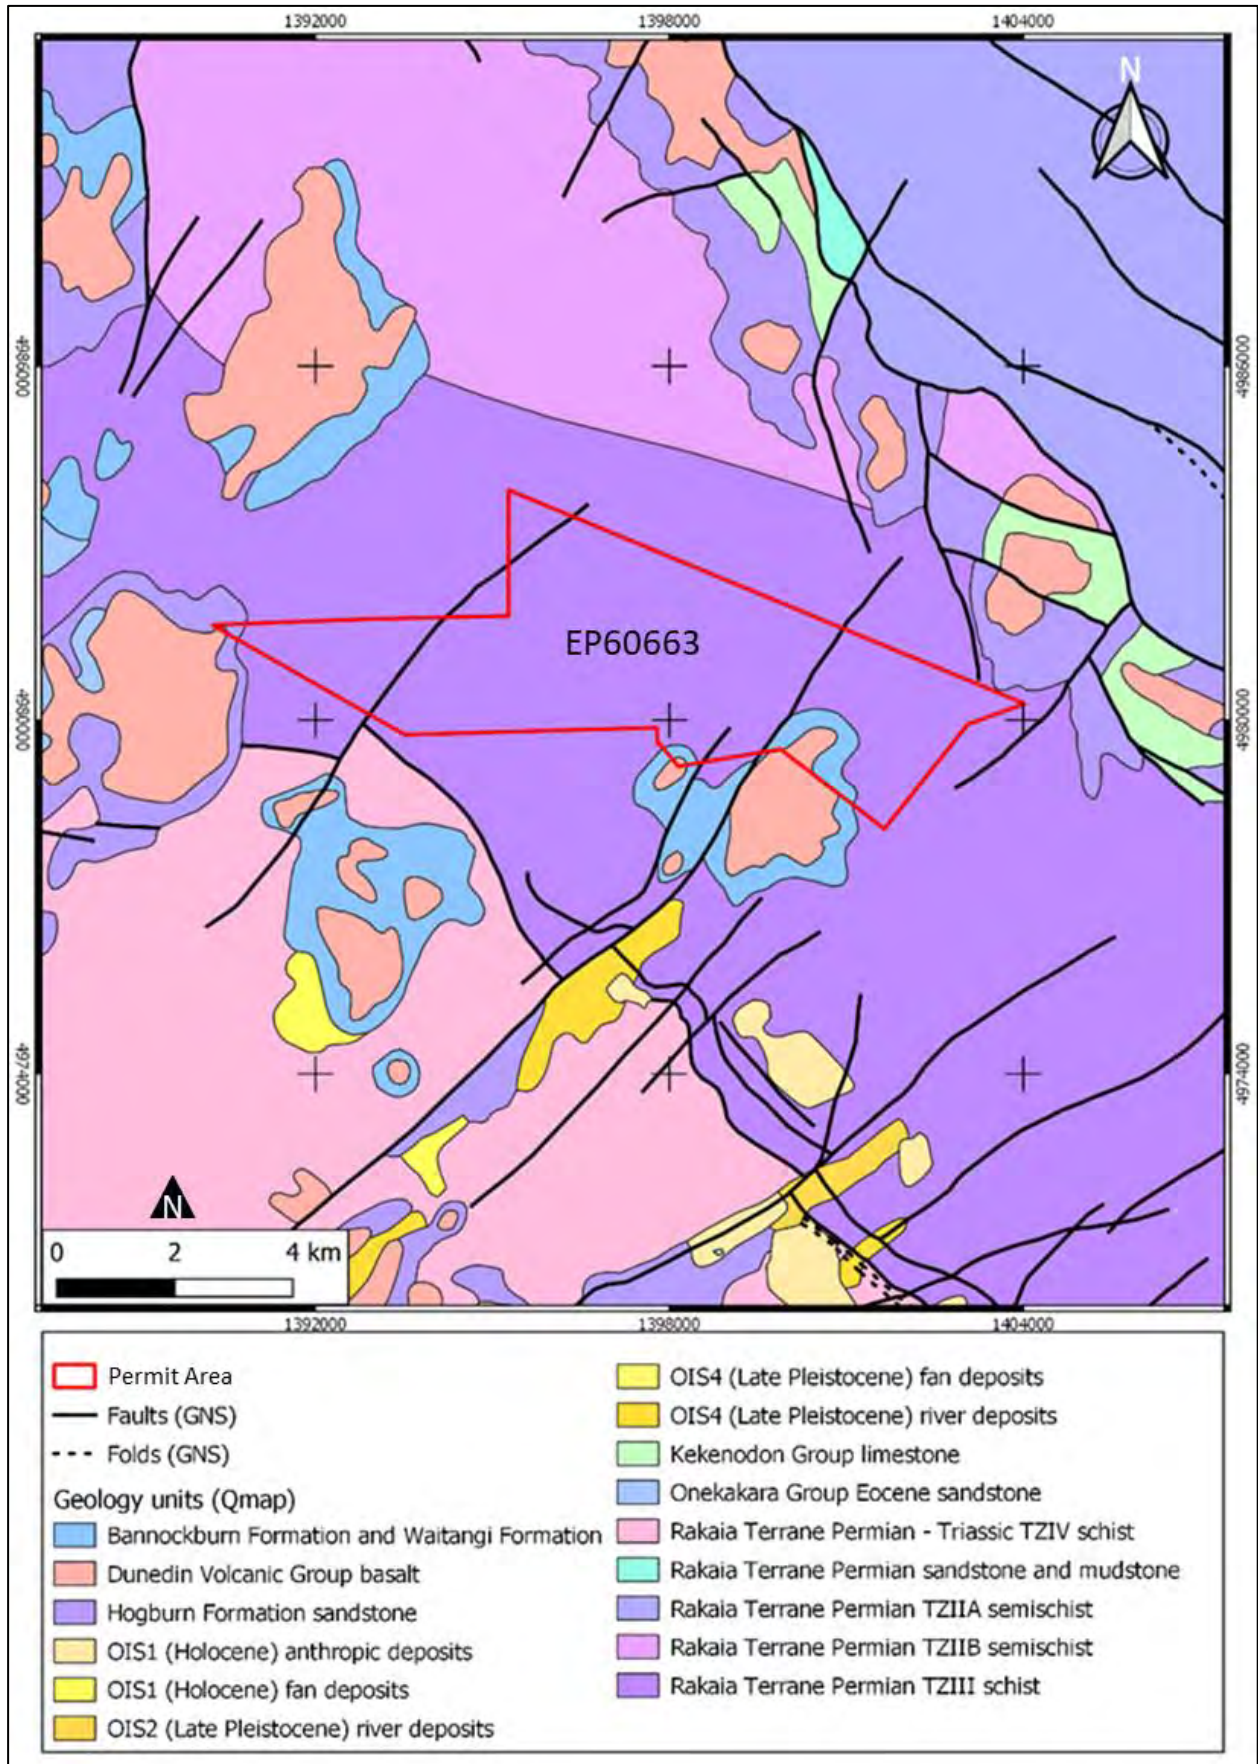 1392000 1398000 1404000
N
4986000 4986000
EP60663
4980000 4980000
4974000 4974000
N
0 2 4 km
1392000 1398000 1404000
Permit Area
Faults (GNS)
Folds (GNS)
Geology units (Qmap)
Bannockburn Formation and Waitangi Formation
Dunedin Volcanic Group basalt
Hogburn Formation sandstone
OIS1 (Holocene) anthropic deposits
OIS1 (Holocene) fan deposits
OIS2 (Late Pleistocene) river deposits
OIS4 (Late Pleistocene) fan deposits
OIS4 (Late Pleistocene) river deposits
Kekenodon Group limestone
Onekakara Group Eocene sandstone
Rakaia Terrane Permian - Triassic TZIV schist
Rakaia Terrane Permian sandstone and mudstone
Rakaia Terrane Permian TZIIA semischist
Rakaia Terrane Permian TZIIB semischist
Rakaia Terrane Permian TZIII schist